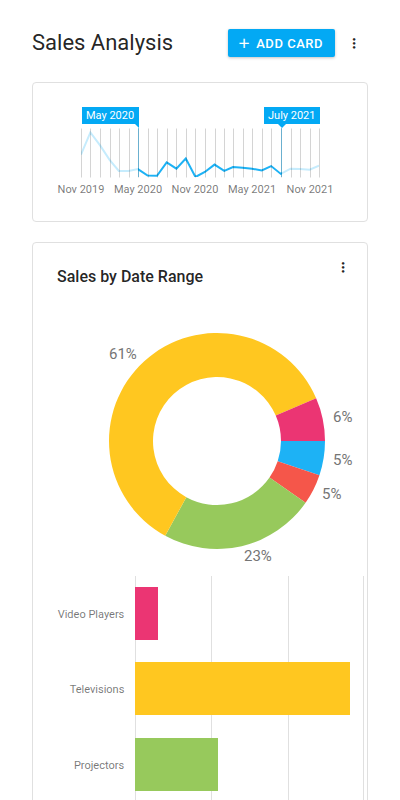 Sales Analysis
+ ADD CARD
May 2020
July 2021
Nov 2019 May 2020 Nov 2020 May 2021 Nov 2021
Sales by Date Range
61%
6%
5%
5%
23%
Video Players
Televisions
Projectors